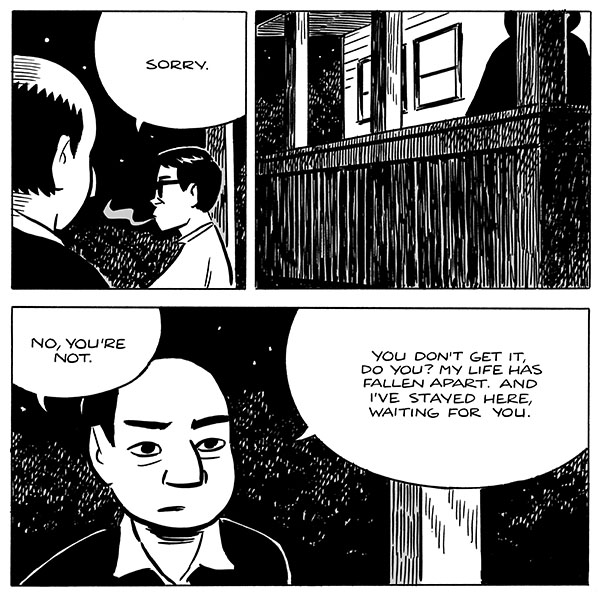 SORRY.
NO, YOU'RE
NOT.
YOU DON'T GET IT,
DO YOU? MY LIFE HAS
FALLEN APART. AND
I'VE STAYED HERE,
WAITING FOR YOU.